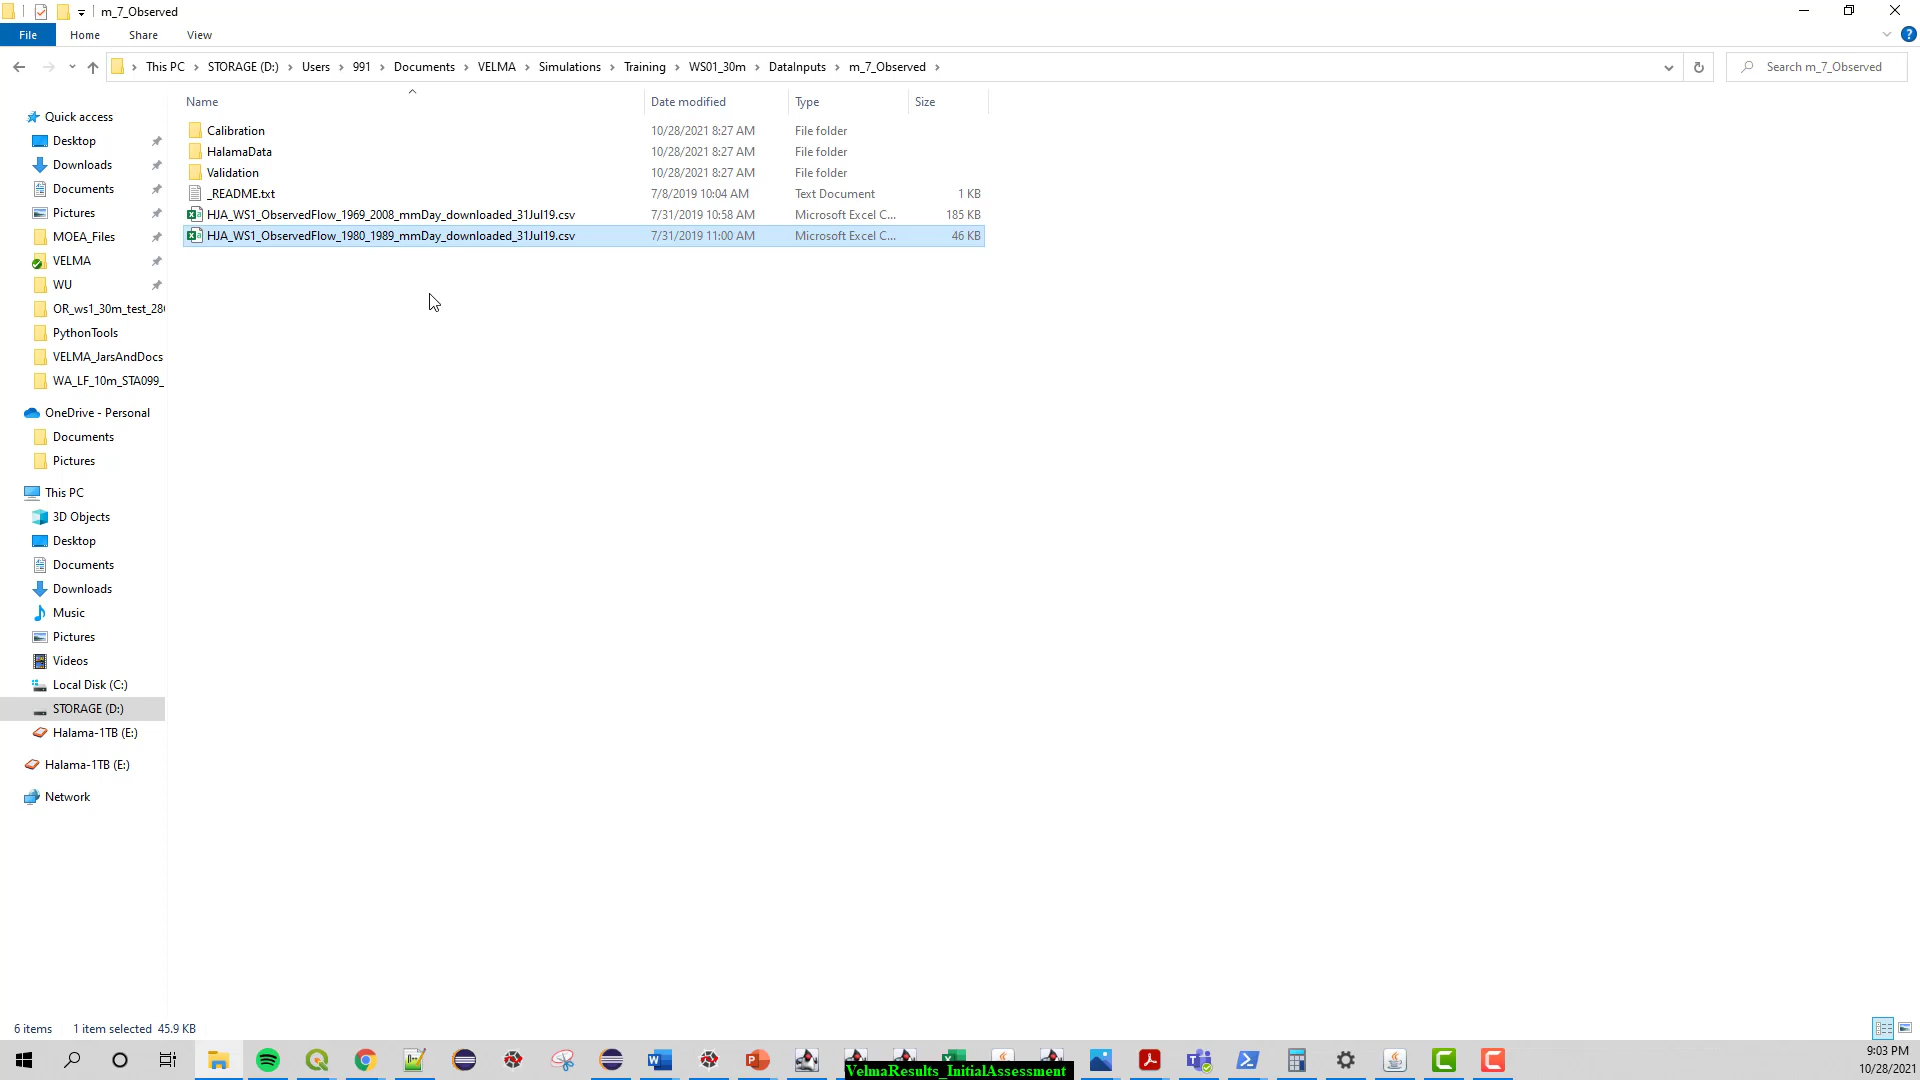 m_7_Observed
File
Home
Share
View
This PC
STORAGE (D:)
Users
991
Documents
VELMA
Simulations
Training
WS01_30m
DataInputs
m_7_Observed
Search m_7_Observed
Name
Date modified
Type
Size
Calibration
10/28/2021 8:27 AM
File folder
HalamaData
10/28/2021 8:27 AM
File folder
Validation
10/28/2021 8:27 AM
File folder
_README.txt
7/8/2019 10:04 AM
Text Document
1 KB
HJA_WS1_ObservedFlow_1969_2008_mmDay_downloaded_31Jul19.csv
7/31/2019 10:58 AM
Microsoft Excel C...
185 KB
HJA_WS1_ObservedFlow_1980_1989_mmDay_downloaded_31Jul19.csv
7/31/2019 11:00 AM
Microsoft Excel C...
46 KB
Quick access
Desktop
Downloads
Documents
Pictures
MOEA_Files
VELMA
WU
OR_ws1_30m_test_28
PythonTools
VELMA_JarsAndDocs
WA_LF_10m_STA099_
OneDrive - Personal
Documents
Pictures
This PC
3D Objects
Desktop
Documents
Downloads
Music
Pictures
Videos
Local Disk (C:)
STORAGE (D:)
Halama-1TB (E:)
Halama-1TB (E:)
Network
6 items
1 item selected 45.9 KB
VelmaResults_InitialAssessment
9:03 PM
10/28/2021